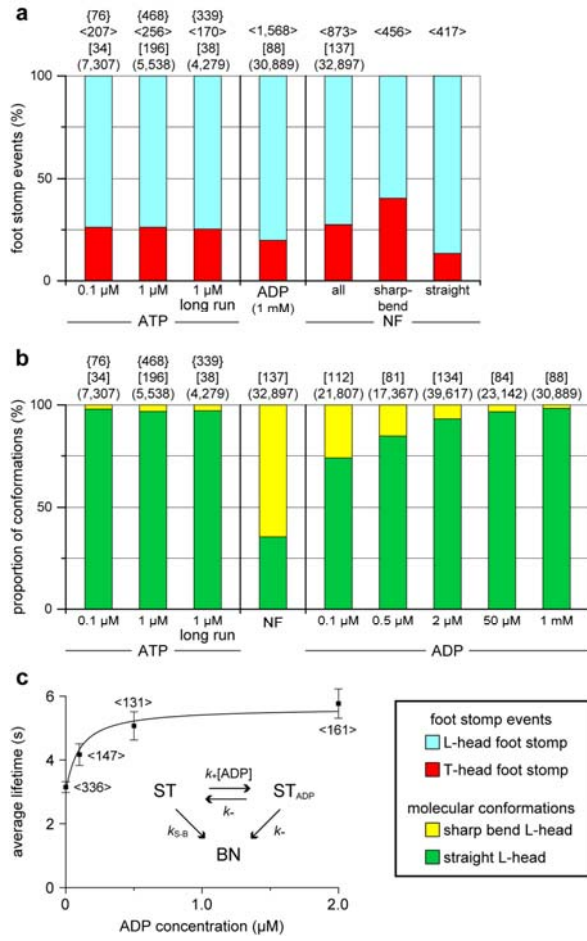 a
{76} {468} {339}
<207> <256> <170> <1,568> <873> <456> <417>
[34] [196] [38] [88] [137]
(7,307) (5,538) (4,279) (30,889) (32,897)
foot stomp events (%)
100
50
0
0.1 µM 1 µM 1 µM ADP all sharp- straight
long run (1 mM) bend
ATP NF
b
{76} {468} {339}
[34] [196] [38] [137] [112] [81] [134] [84] [88]
(7,307) (5,538) (4,279) (32,897) (21,807) (17,367) (39,617) (23,142) (30,889)
proportion of conformations (%)
100
50
0
0.1 µM 1 µM 1 µM NF 0.1 µM 0.5 µM 2 µM 50 µM 1 mM
long run
ATP ADP
c
average lifetime (s)
6
4
2
0
<131>
<147>
<161>
<336>
k₊[ADP]
ST ST_ADP
k-
k_S-B k-
BN
0 1.0 2.0
ADP concentration (µM)
foot stomp events
L-head foot stomp
T-head foot stomp
molecular conformations
sharp bend L-head
straight L-head